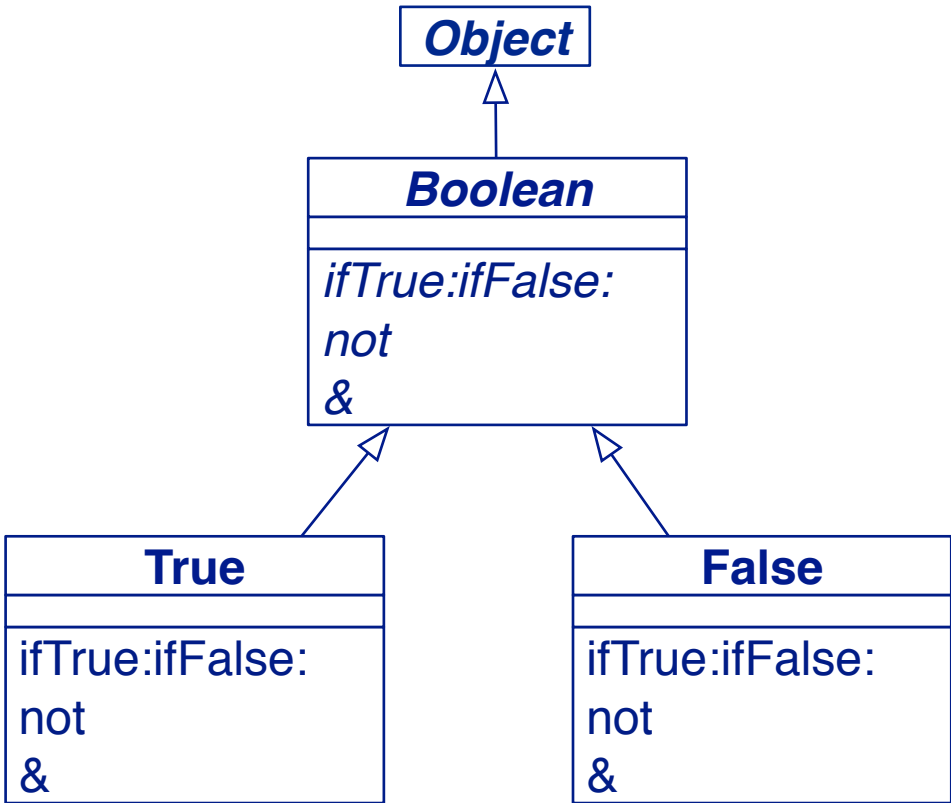 Object
Boolean
ifTrue:ifFalse:
not
&
True
ifTrue:ifFalse:
not
&
False
ifTrue:ifFalse:
not
&